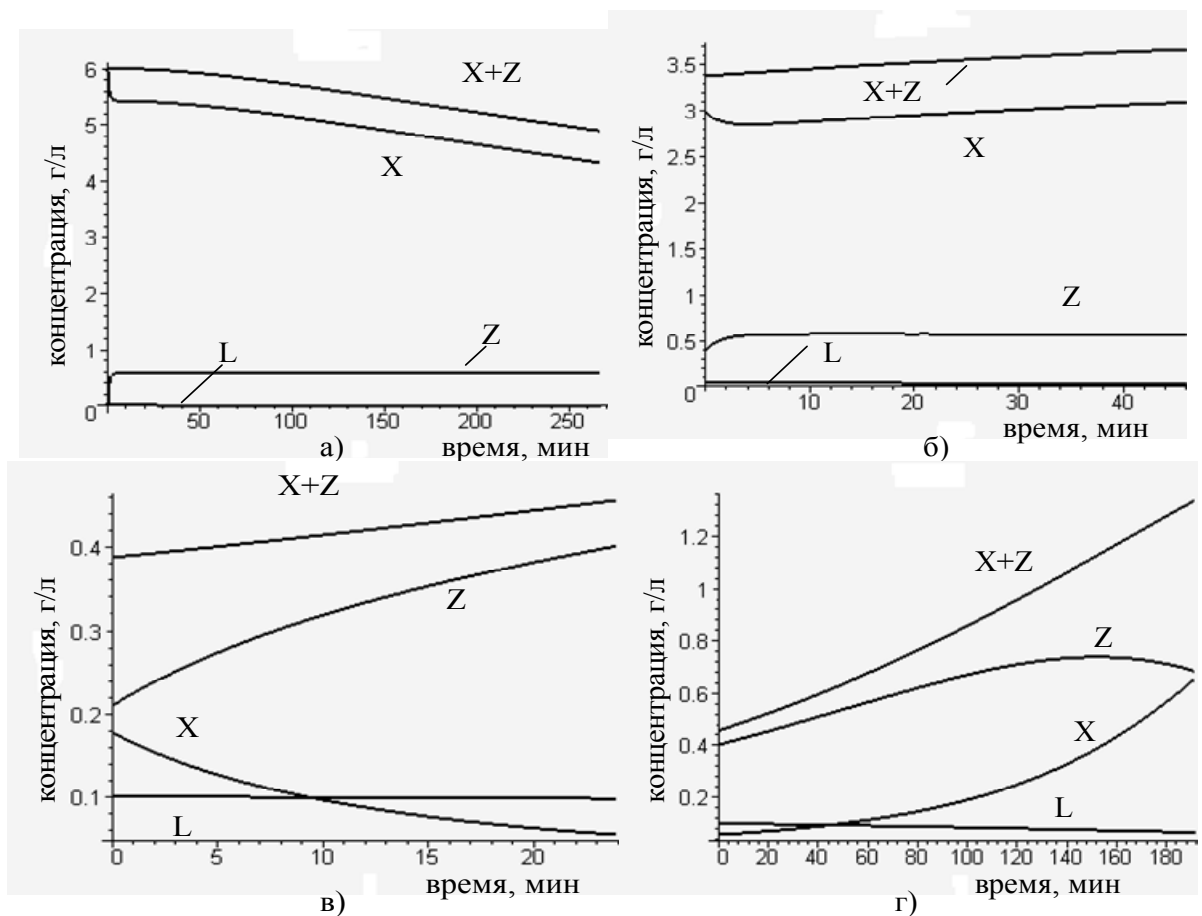 X+Z
6
5
4
3
2
1
0
X
L
Z
50
100
150
200
250
концентрация, г/л
время, мин
а)
3.5
3
2.5
2
1.5
1
0.5
0
X+Z
X
Z
L
10
20
30
40
концентрация, г/л
время, мин
б)
X+Z
0.4
0.3
0.2
0.1
Z
X
L
0
5
10
15
20
концентрация, г/л
время, мин
в)
1.2
1
0.8
0.6
0.4
0.2
X+Z
Z
X
L
0
20
40
60
80
100
120
140
160
180
концентрация, г/л
время, мин
г)